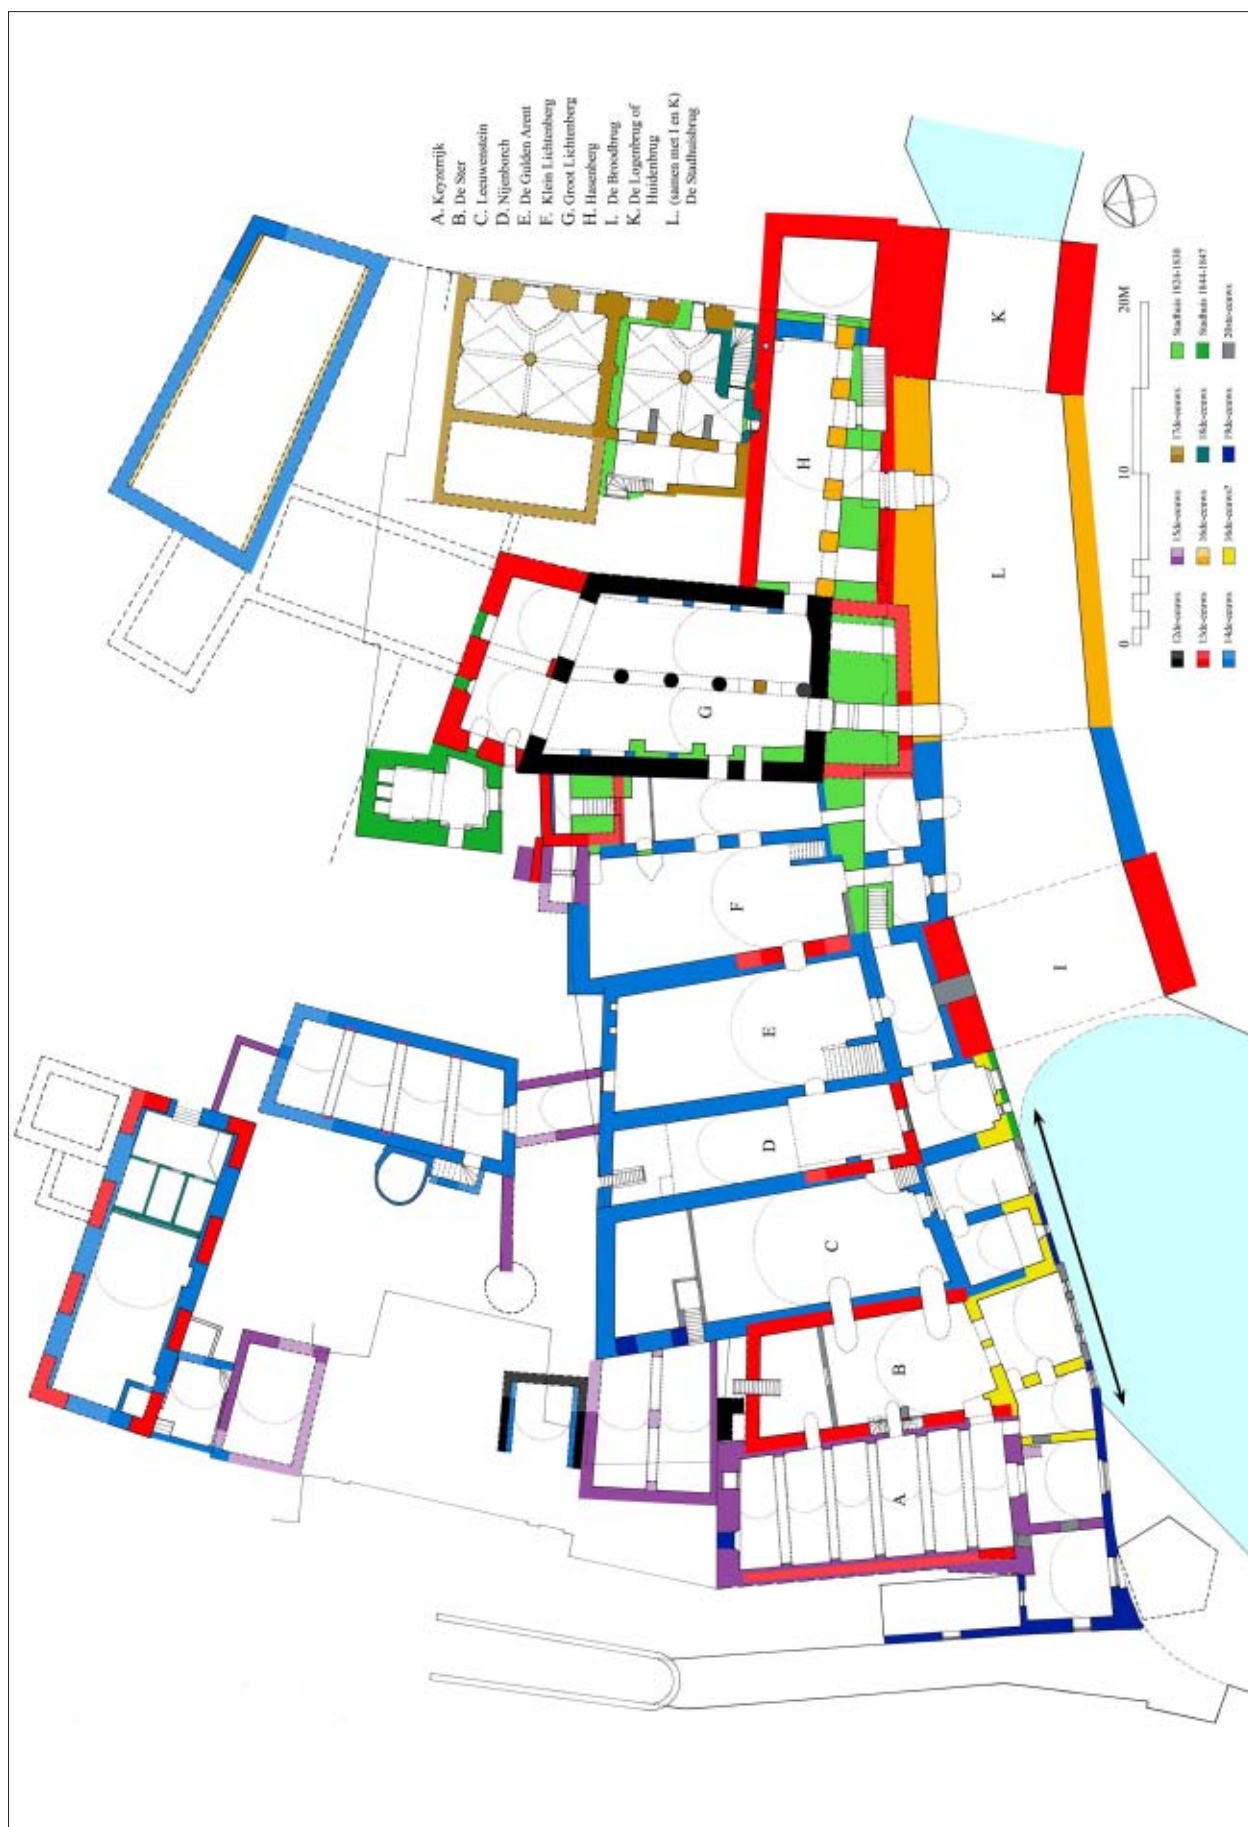 A. Keyzerrijk
B. De Ster
C. Leeuwenstein
D. Nijenborch
E. De Gulden Arent
F. Klein Lichtenberg
G. Groot Lichtenberg
H. Hasenberg
I. De Broodbrug
K. De Logenbrug of
Huidenbrug
L. (samen met I en K)
De Stadhuisbrug
A
B
C
D
E
F
G
H
I
L
K
0
10
20M
12de-eeuws
13de-eeuws
14de-eeuws
15de-eeuws
16de-eeuws
16de-eeuws?
17de-eeuws
18de-eeuws
19de-eeuws
Stadhuis 1824-1830
Stadhuis 1844-1847
20ste-eeuws